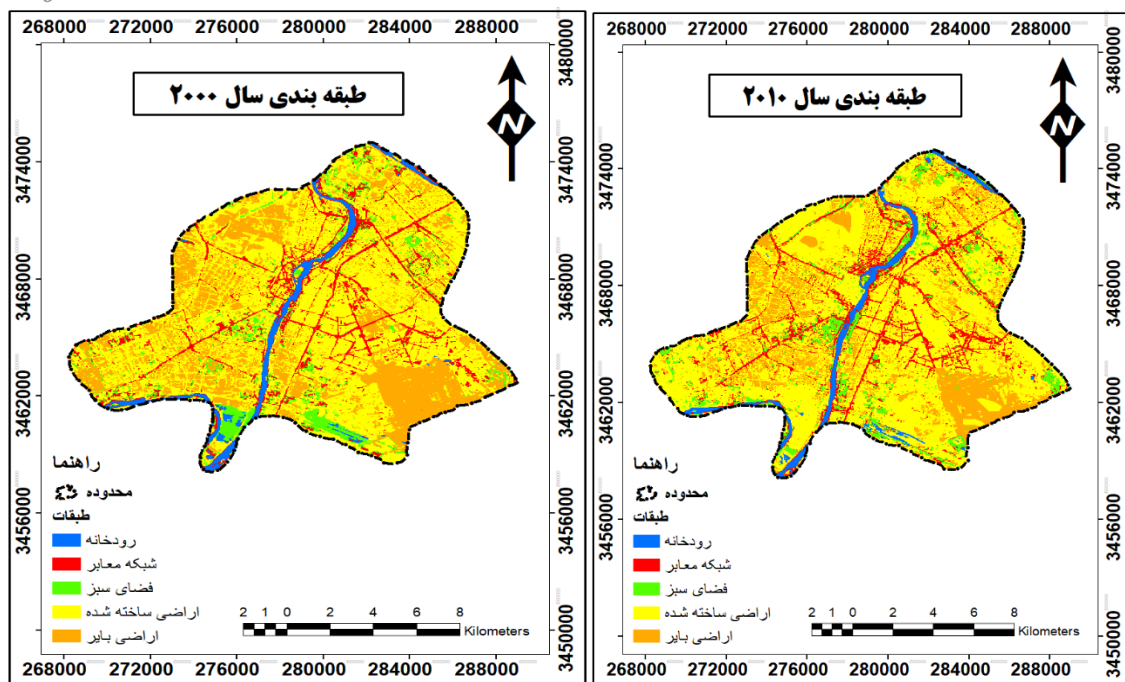 268000 272000 276000 280000 284000 288000
طبقه بندی سال ۲۰۰۰
N
3480000
3474000
3468000
3462000
3456000
3450000
راهنما
محدوده
طبقات
رودخانه
شبکه معابر
فضای سبز
اراضی ساخته شده
اراضی بایر
2 1 0 2 4 6 8
Kilometers
268000 272000 276000 280000 284000 288000
268000 272000 276000 280000 284000 288000
طبقه بندی سال ۲۰۱۰
N
3480000
3474000
3468000
3462000
3456000
3450000
راهنما
محدوده
طبقات
رودخانه
شبکه معابر
فضای سبز
اراضی ساخته شده
اراضی بایر
2 1 0 2 4 6 8
Kilometers
268000 272000 276000 280000 284000 288000